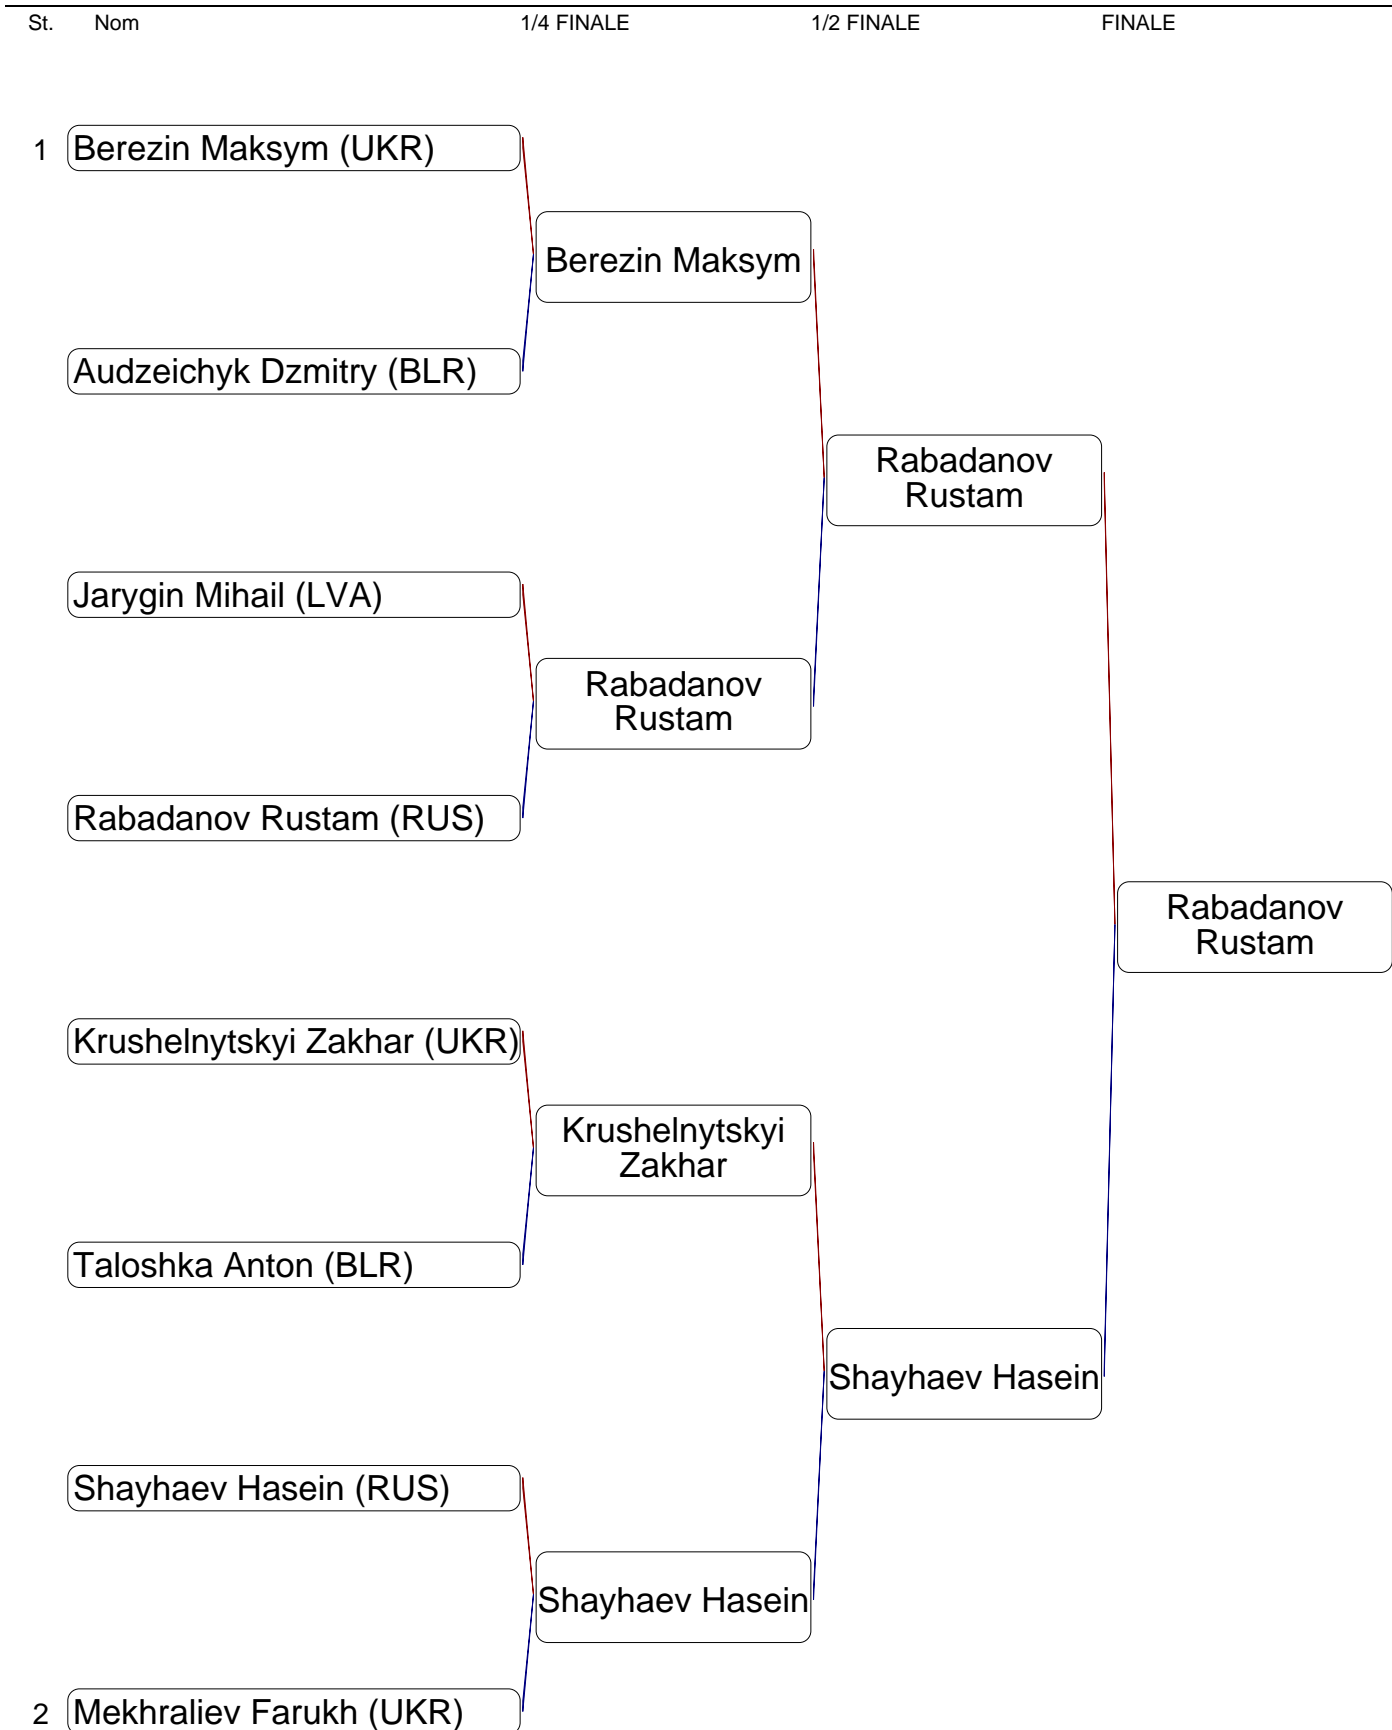 St. Nom 1/4 FINALE 1/2 FINALE FINALE
1 Berezin Maksym (UKR)
Berezin Maksym
Audzeichyk Dzmitry (BLR)
Rabadanov
Rustam
Jarygin Mihail (LVA)
Rabadanov
Rustam
Rabadanov Rustam (RUS)
Rabadanov
Rustam
Krushelnytskyi Zakhar (UKR)
Krushelnytskyi
Zakhar
Taloshka Anton (BLR)
Shayhaev Hasein
Shayhaev Hasein (RUS)
Shayhaev Hasein
2 Mekhraliev Farukh (UKR)